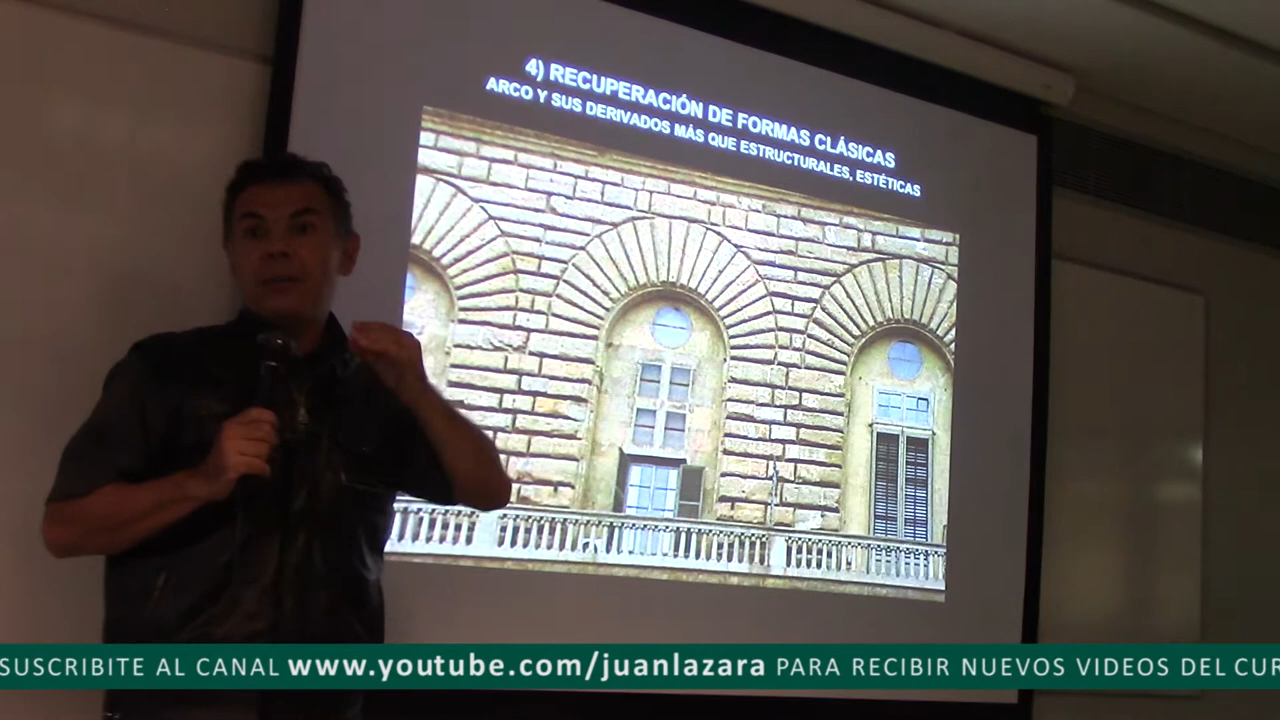 4) RECUPERACIÓN DE FORMAS CLÁSICAS
ARCO Y SUS DERIVADOS MÁS QUE ESTRUCTURALES, ESTÉTICAS
SUSCRIBITE AL CANAL www.youtube.com/juanlazara PARA RECIBIR NUEVOS VIDEOS DEL CUR